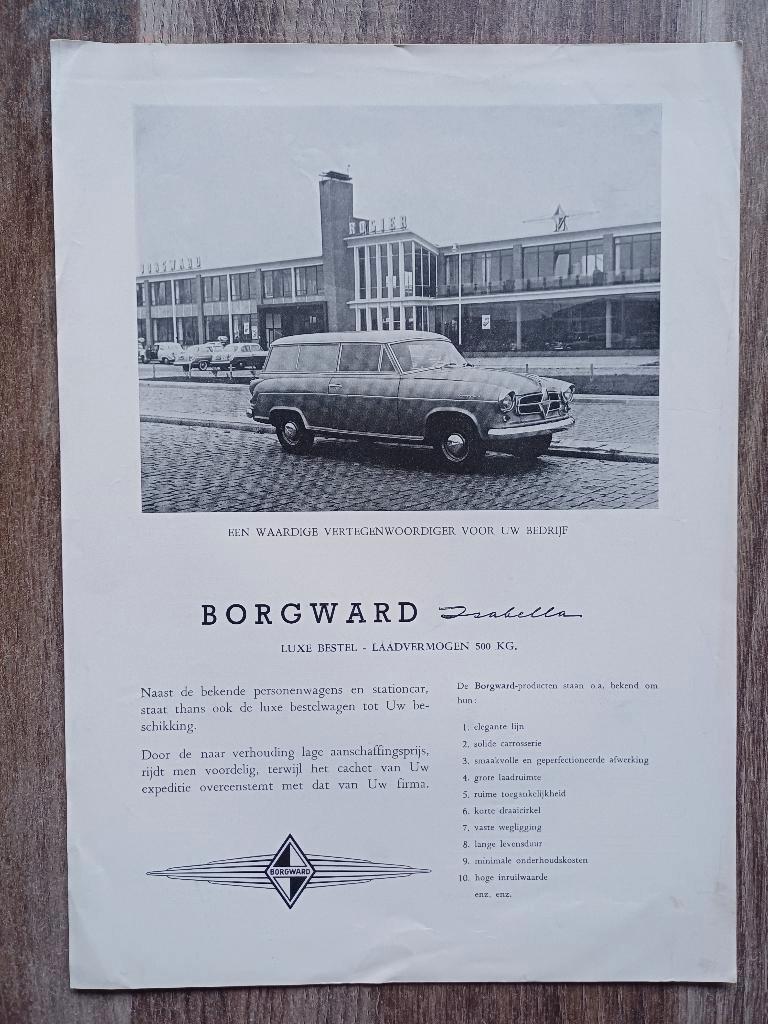 BORGWARD
ROSIER
EEN WAARDIGE VERTEGENWOORDIGER VOOR UW BEDRIJF
BORGWARD Isabella
LUXE BESTEL - LAADVERMOGEN 500 KG.
Naast de bekende personenwagens en stationcar,
staat thans ook de luxe bestelwagen tot Uw be-
schikking.
Door de naar verhouding lage aanschaffingsprijs,
rijdt men voordelig, terwijl het cachet van Uw
expeditie overeenstemt met dat van Uw firma.
De Borgward-producten staan o.a. bekend om
hun:
1. elegante lijn
2. solide carrosserie
3. smaakvolle en geperfectioneerde afwerking
4. grote laadruimte
5. ruime toegankelijkheid
6. korte draaicirkel
7. vaste wegligging
8. lange levensduur
9. minimale onderhoudskosten
10. hoge inruilwaarde
enz. enz.
BORGWARD